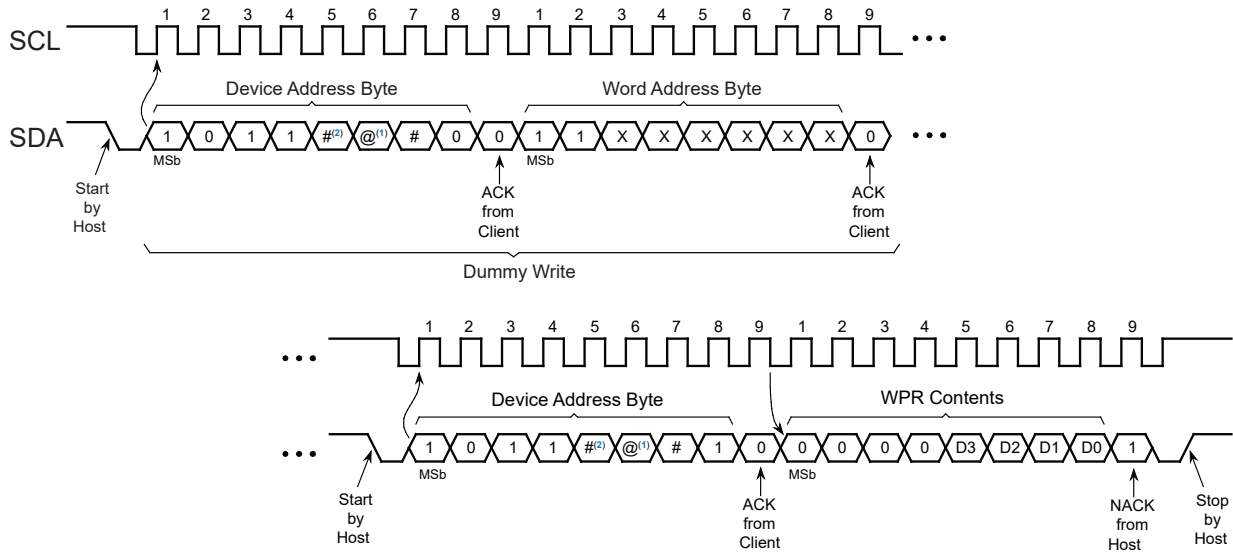 1 2 3 4 5 6 7 8 9 1 2 3 4 5 6 7 8 9
SCL
Device Address Byte Word Address Byte
SDA 1 0 1 1 #(2) @(1) # 0 0 1 1 X X X X X X 0
MSb MSb
Start by Host
ACK from Client
ACK from Client
Dummy Write
1 2 3 4 5 6 7 8 9 1 2 3 4 5 6 7 8 9
Device Address Byte WPR Contents
1 0 1 1 #(2) @(1) # 1 0 0 0 0 0 D3 D2 D1 D0 1
MSb MSb
Start by Host
ACK from Client
NACK from Host
Stop by Host